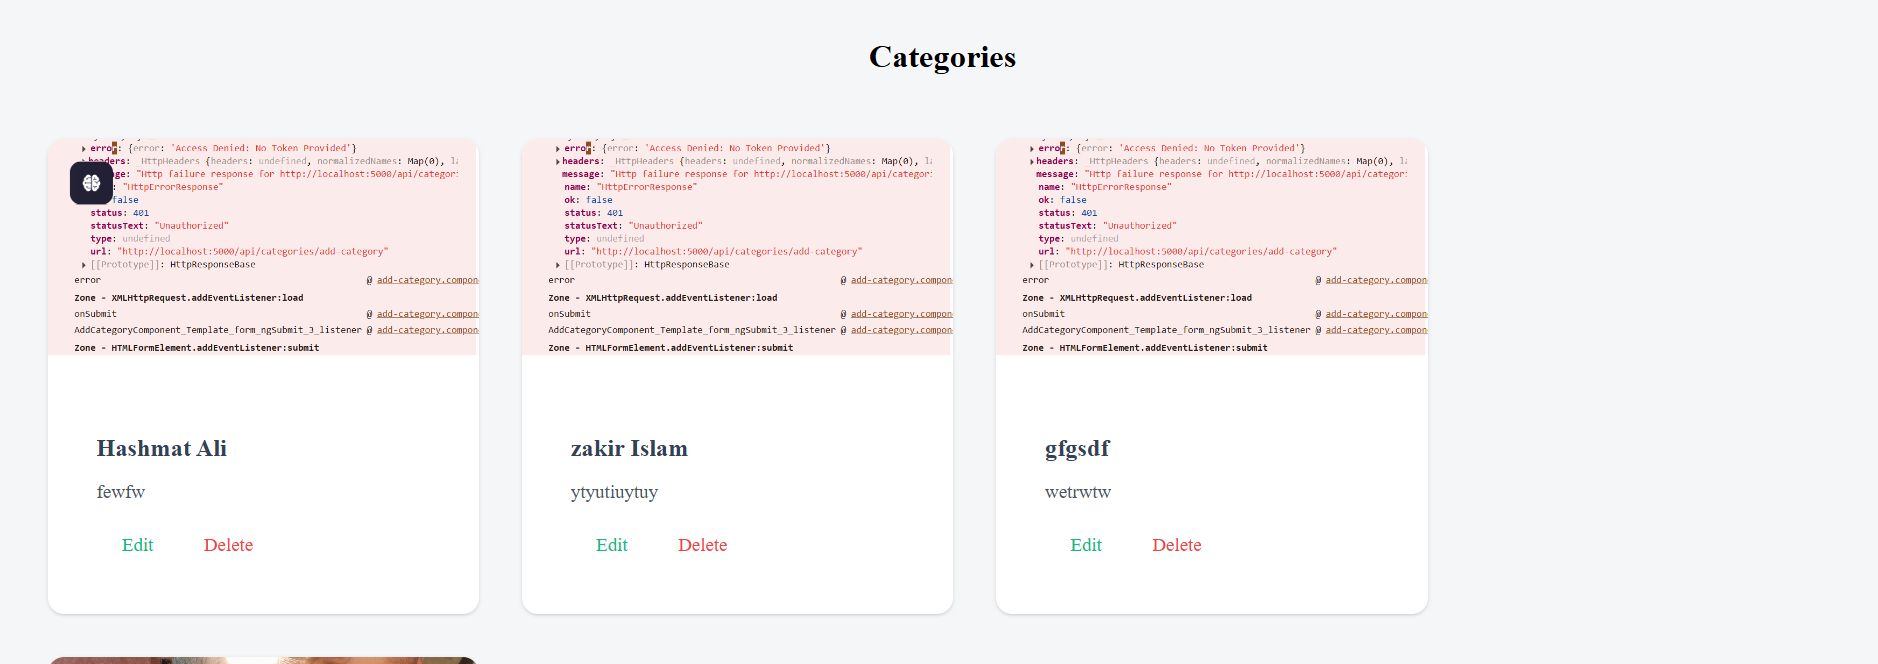 Categories
error: {error: 'Access Denied: No Token Provided'}
headers: HttpHeaders {headers: undefined, normalizedNames: Map(0),
ge: "Http failure response for http://localhost:5000/api/categor
"HttpErrorResponse"
false
status: 401
statusText: "Unauthorized"
type: undefined
url: "http://localhost:5000/api/categories/add-category"
[[Prototype]]: HttpResponseBase
error @ add-category.compon
Zone - XMLHttpRequest.addEventListener:load
onSubmit @ add-category.compon
AddCategoryComponent_Template_form_ngSubmit_3_listener @ add-category.compon
Zone - HTMLFormElement.addEventListener:submit
Hashmat Ali
fewfw
Edit Delete
error: {error: 'Access Denied: No Token Provided'}
headers: HttpHeaders {headers: undefined, normalizedNames: Map(0),
message: "Http failure response for http://localhost:5000/api/categor
name: "HttpErrorResponse"
ok: false
status: 401
statusText: "Unauthorized"
type: undefined
url: "http://localhost:5000/api/categories/add-category"
[[Prototype]]: HttpResponseBase
error @ add-category.compon
Zone - XMLHttpRequest.addEventListener:load
onSubmit @ add-category.compon
AddCategoryComponent_Template_form_ngSubmit_3_listener @ add-category.compon
Zone - HTMLFormElement.addEventListener:submit
zakir Islam
ytyutiuytuy
Edit Delete
error: {error: 'Access Denied: No Token Provided'}
headers: HttpHeaders {headers: undefined, normalizedNames: Map(0),
message: "Http failure response for http://localhost:5000/api/categor
name: "HttpErrorResponse"
ok: false
status: 401
statusText: "Unauthorized"
type: undefined
url: "http://localhost:5000/api/categories/add-category"
[[Prototype]]: HttpResponseBase
error @ add-category.compon
Zone - XMLHttpRequest.addEventListener:load
onSubmit @ add-category.compon
AddCategoryComponent_Template_form_ngSubmit_3_listener @ add-category.compon
Zone - HTMLFormElement.addEventListener:submit
gfgsdf
wetrwtw
Edit Delete